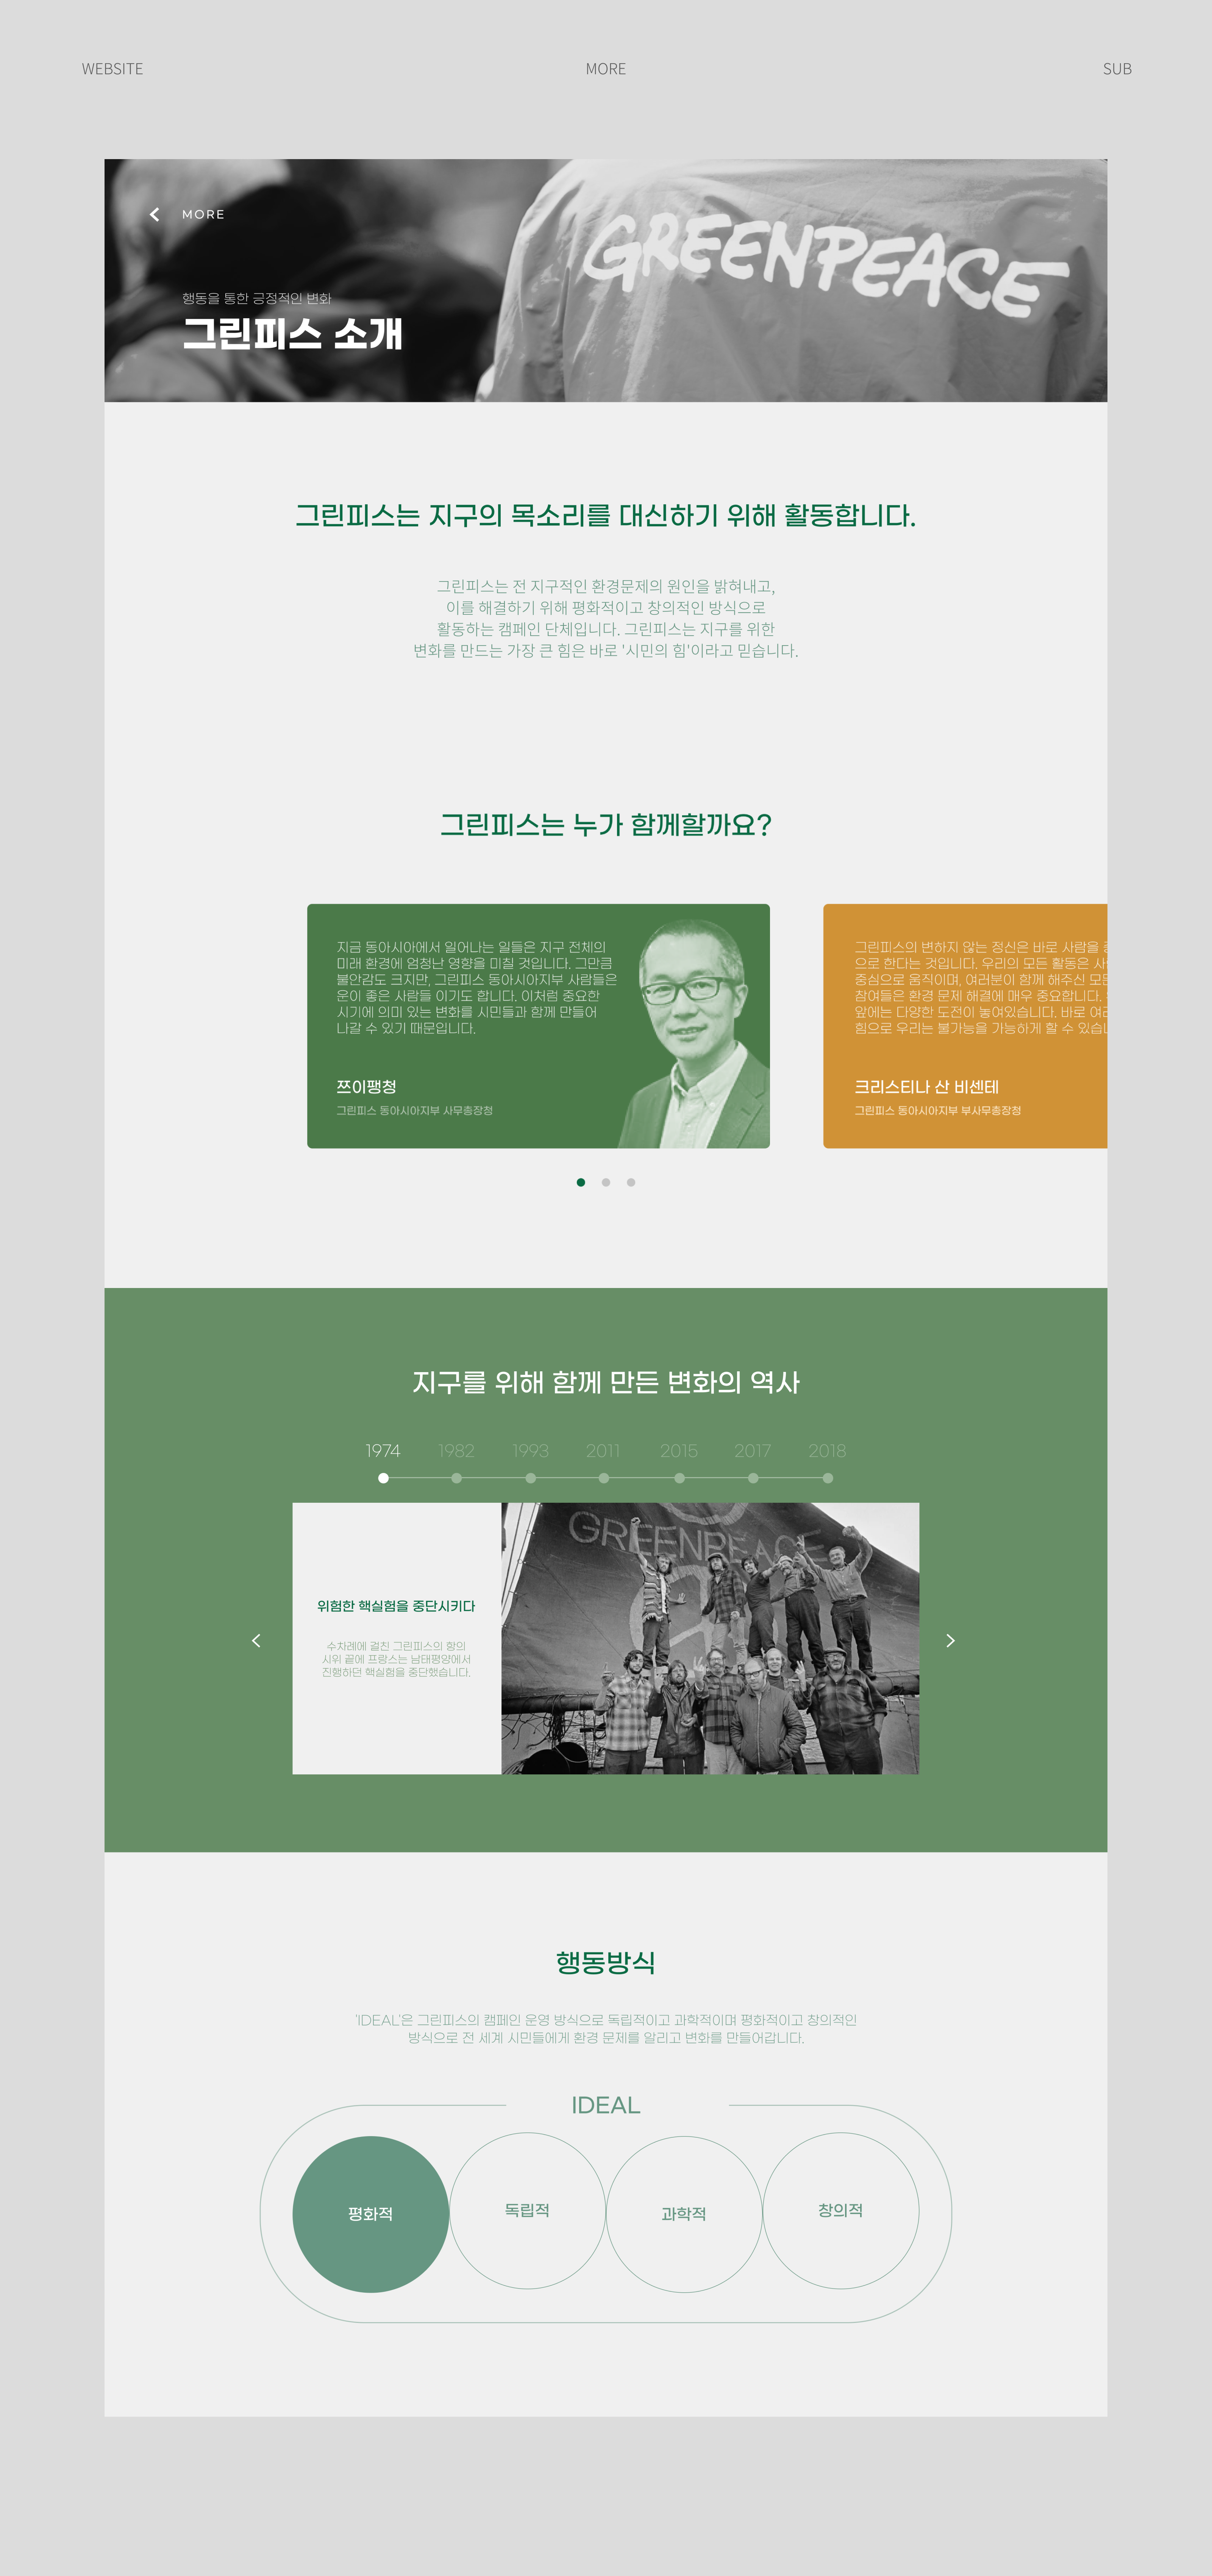 WEBSITE
MORE
SUB
MORE
GREENPEACE
행동을 통한 긍정적인 변화
그린피스 소개
그린피스는 지구의 목소리를 대신하기 위해 활동합니다.
그린피스는 전 지구적인 환경문제의 원인을 밝혀내고,
이를 해결하기 위해 평화적이고 창의적인 방식으로
활동하는 캠페인 단체입니다. 그린피스는 지구를 위한
변화를 만드는 가장 큰 힘은 바로 '시민의 힘'이라고 믿습니다.
그린피스는 누가 함께할까요?
지금 동아시아에서 일어나는 일들은 지구 전체의
미래 환경에 엄청난 영향을 미칠 것입니다. 그만큼
불안감도 크지만, 그린피스 동아시아지부 사람들은
운이 좋은 사람들 이기도 합니다. 이처럼 중요한
시기에 의미 있는 변화를 시민들과 함께 만들어
나갈 수 있기 때문입니다.
쯔이팽청
그린피스 동아시아지부 사무총장청
그린피스의 변하지 않는 정신은 바로 사람을
으로 한다는 것입니다. 우리의 모든 활동은
중심으로 움직이며, 여러분이 함께 해주신
참여들은 환경 문제 해결에 매우 중요합니다.
앞에는 다양한 도전이 놓여있습니다. 바로
힘으로 우리는 불가능을 가능하게 할 수
크리스티나 산 비센테
그린피스 동아시아지부 부사무총장청
지구를 위해 함께 만든 변화의 역사
1974 1982 1993 2011 2015 2017 2018
위험한 핵실험을 중단시키다
수차례에 걸친 그린피스의 항의
시위 끝에 프랑스는 남태평양에서
진행하던 핵실험을 중단했습니다.
GREENPEACE
행동방식
'IDEAL'은 그린피스의 캠페인 운영 방식으로 독립적이고 과학적이며 평화적이고 창의적인
방식으로 전 세계 시민들에게 환경 문제를 알리고 변화를 만들어갑니다.
IDEAL
평화적
독립적
과학적
창의적